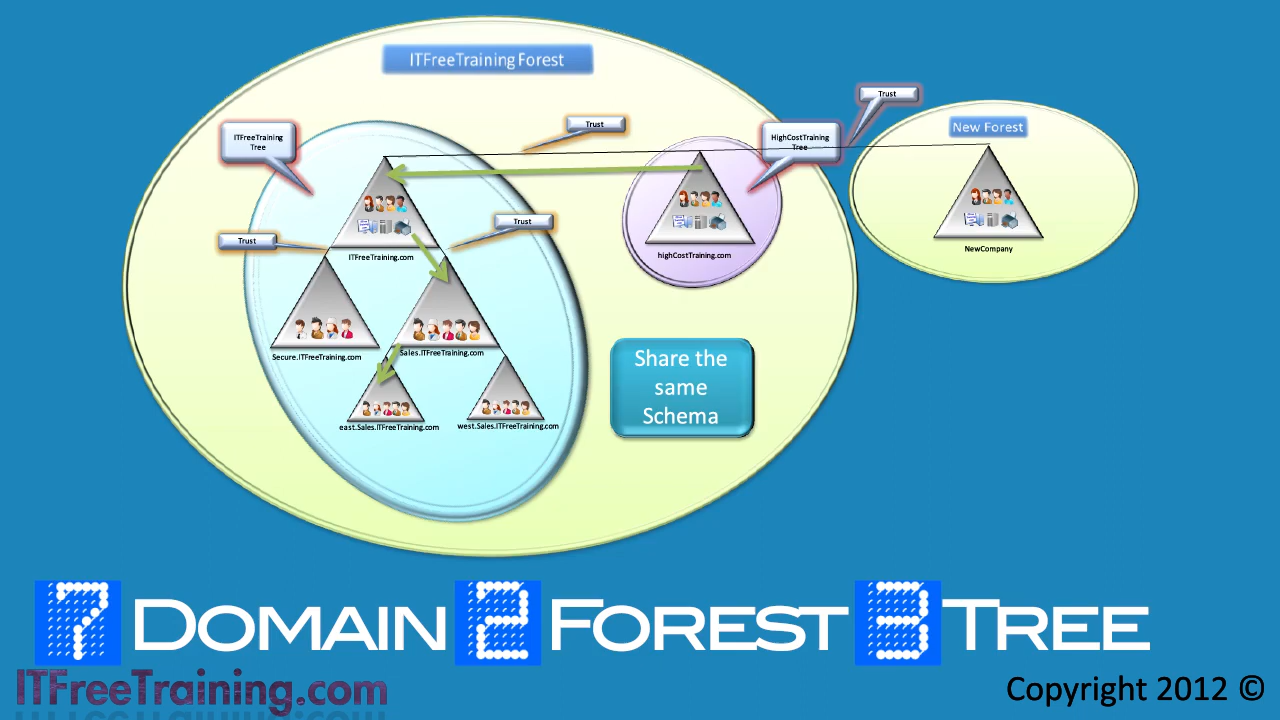 ITFreeTraining Forest
Trust
New Forest
Trust
ITFreeTraining
Tree
HighCostTraining
Tree
Trust
Trust
ITFreeTraining.com
highCostTraining.com
NewCompany
Secure.ITFreeTraining.com
Sales.ITFreeTraining.com
east.Sales.ITFreeTraining.com
west.Sales.ITFreeTraining.com
Share the
same
Schema
7 DOMAIN 2 FOREST 3 TREE
ITFreeTraining.com
Copyright 2012 ©